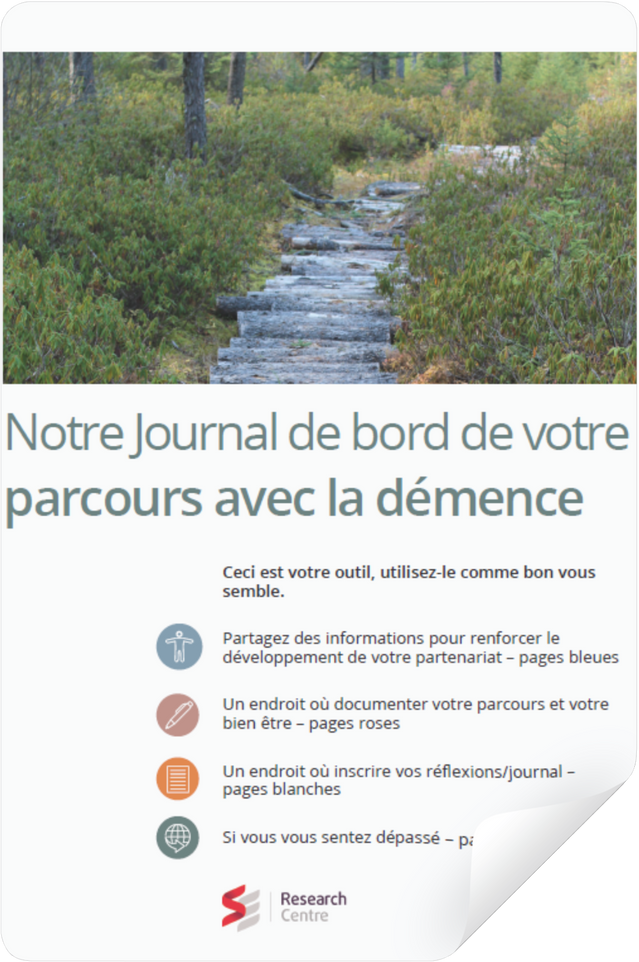 Notre Journal de bord de votre
parcours avec la démence
Ceci est votre outil, utilisez-le comme bon vous
semble.
Partagez des informations pour renforcer le
développement de votre partenariat – pages bleues
Un endroit où documenter votre parcours et votre
bien être – pages roses
Un endroit où inscrire vos réflexions/journal –
pages blanches
Si vous vous sentez dépassé –
Research
Centre